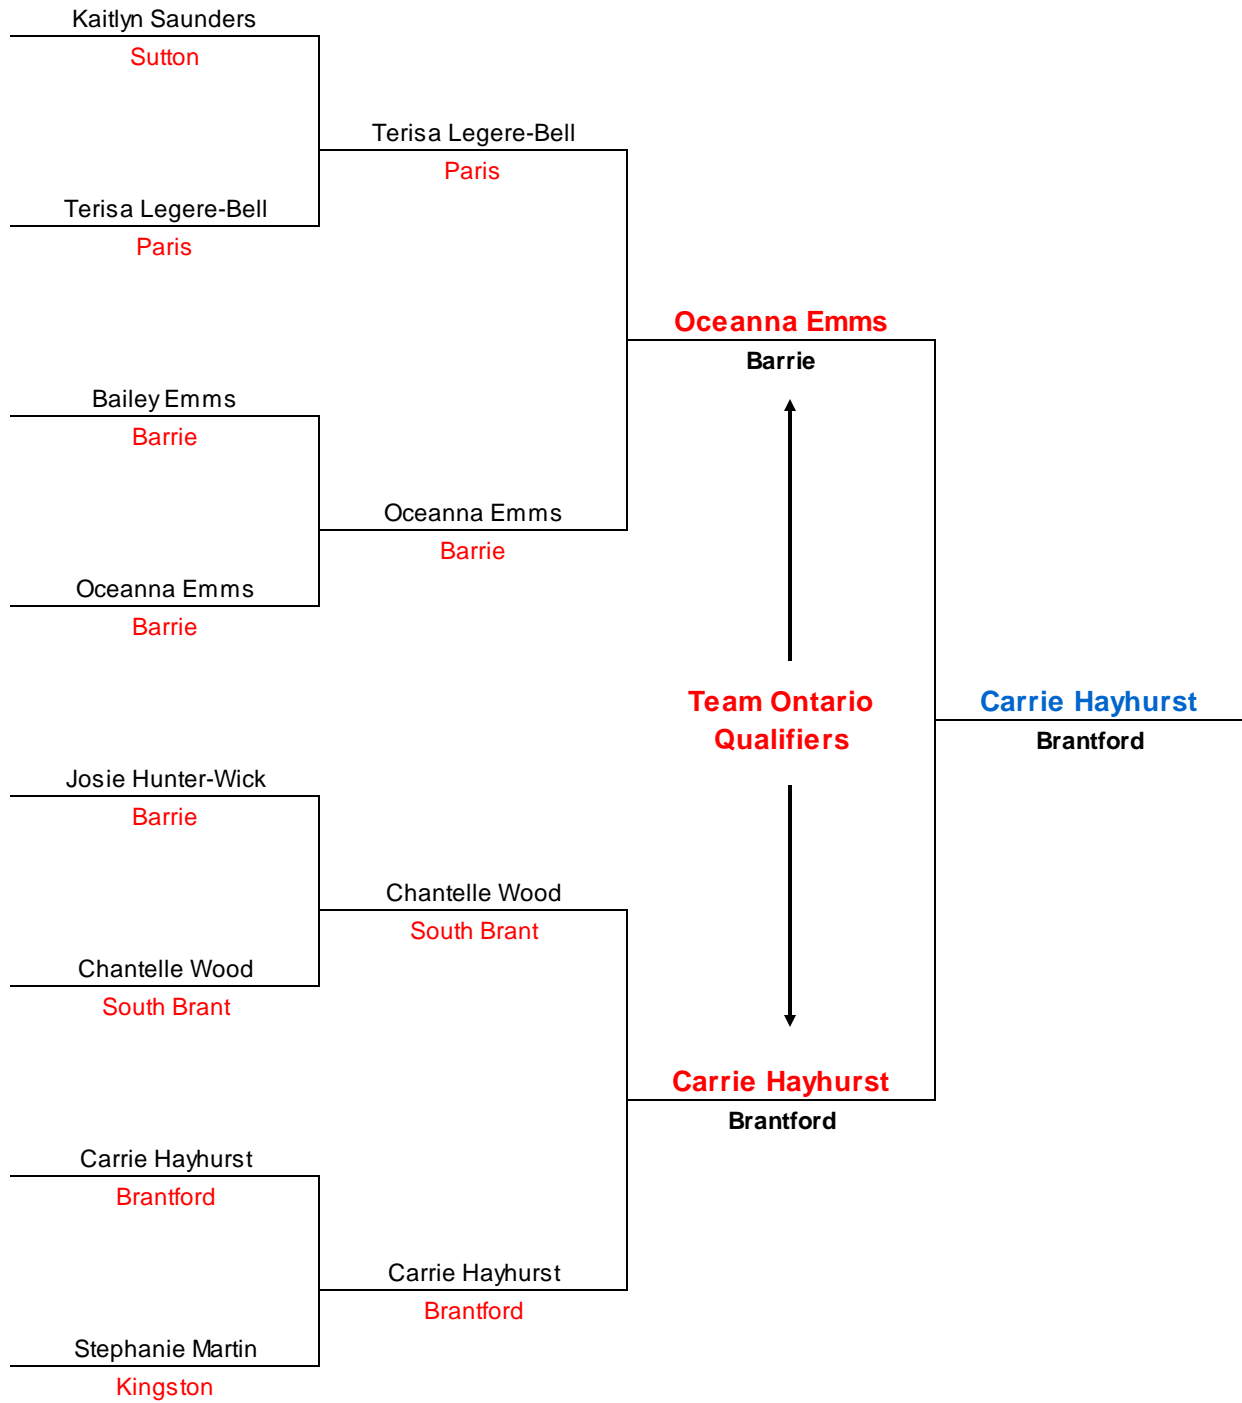 Kaitlyn Saunders
Sutton
Terisa Legere-Bell
Paris
Terisa Legere-Bell
Paris
Oceanna Emms
Barrie
Bailey Emms
Barrie
Oceanna Emms
Barrie
Oceanna Emms
Barrie
Team Ontario
Qualifiers
Carrie Hayhurst
Brantford
Josie Hunter-Wick
Barrie
Chantelle Wood
South Brant
Chantelle Wood
South Brant
Carrie Hayhurst
Brantford
Carrie Hayhurst
Brantford
Carrie Hayhurst
Brantford
Stephanie Martin
Kingston